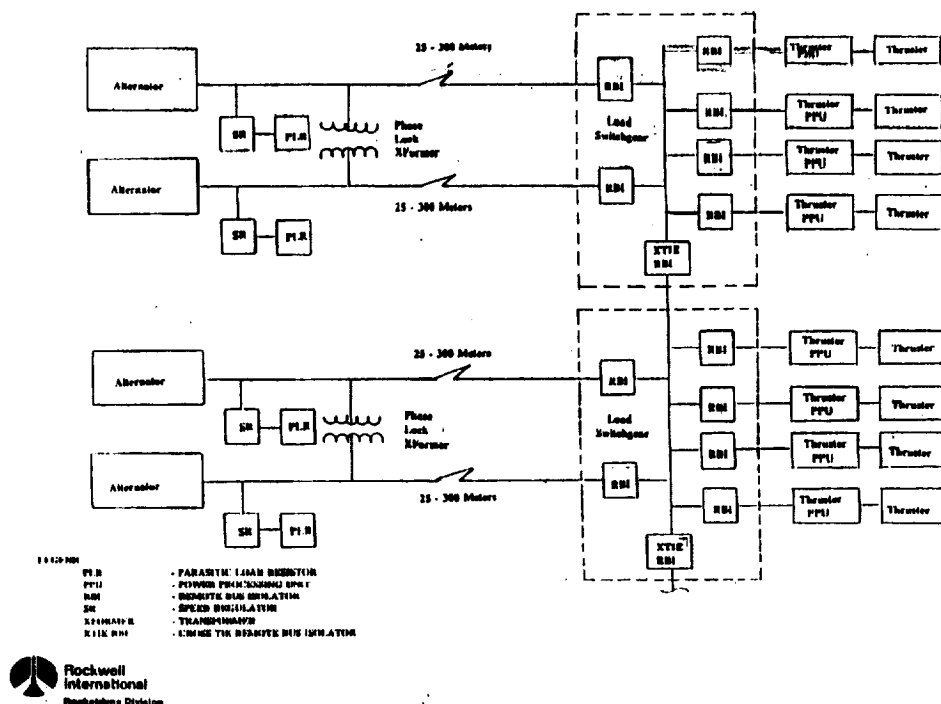 25 - 300 Meters
Alternator
SR
PLR
Phase
Lock
XFormer
Alternator
25 - 300 Meters
SR
PLR
RBI
Load
Switchgear
RBI
XTIE
RBI
RBI
Thruster
Thruster
RBI
Thruster
PPU
Thruster
RBI
Thruster
PPU
Thruster
RBI
Thruster
PPU
Thruster
25 - 300 Meters
Alternator
SR
PLR
Phase
Lock
XFormer
Alternator
25 - 300 Meters
SR
PLR
RBI
Load
Switchgear
RBI
XTIE
RBI
RBI
Thruster
PPU
Thruster
RBI
Thruster
PPU
Thruster
RBI
Thruster
PPU
Thruster
RBI
Thruster
PPU
Thruster
LEGEND
PLR - PARASITIC LOAD RESISTOR
PPU - POWER PROCESSING UNIT
RBI - REMOTE BUS ISOLATOR
SR - SPEED REGULATOR
XFORMER - TRANSFORMER
XTIE RBI - CROSS TIE REMOTE BUS ISOLATOR
Rockwell
International
Rocketdyne Division